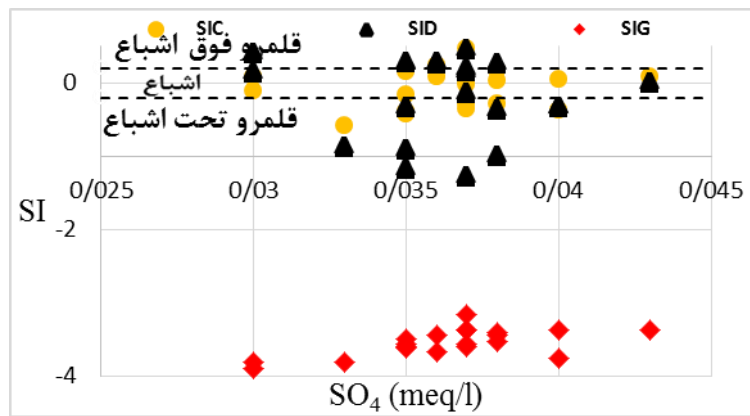 SIC SID SIG
قلمرو فوق اشباع
0
اشباع
قلمرو تحت اشباع
0/025 0/03 0/035 0/04 0/045
SI
-2
-4
SO₄ (meq/l)